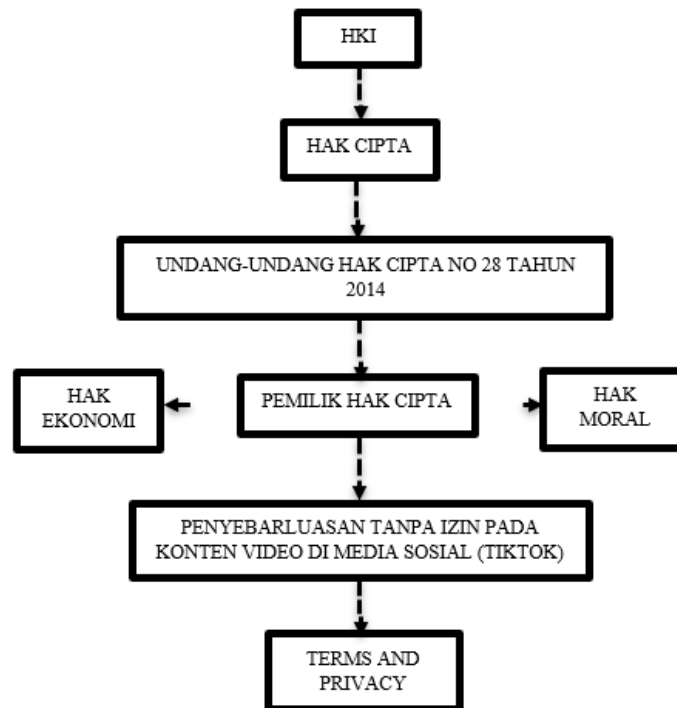 HKI
HAK CIPTA
UNDANG-UNDANG HAK CIPTA NO 28 TAHUN
2014
HAK
EKONOMI
PEMILIK HAK CIPTA
HAK
MORAL
PENYEBARLUASAN TANPA IZIN PADA
KONTEN VIDEO DI MEDIA SOSIAL (TIKTOK)
TERMS AND
PRIVACY